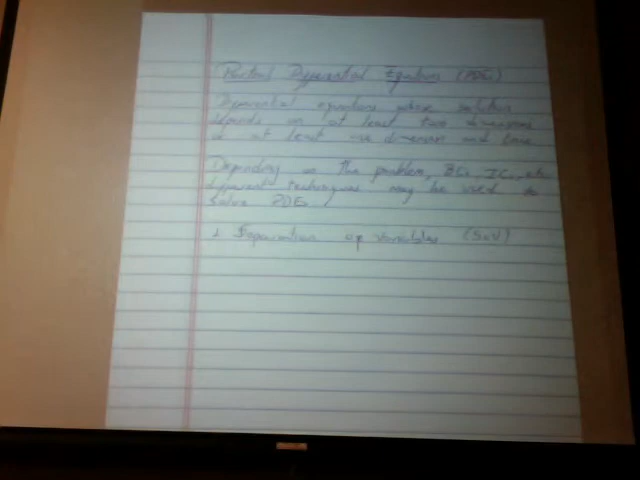 Partial Differential Equations (PDEs)
Differential equations whose solution
depends on at least two dimensions
or at least one dimension and time
Depending on the problem, BCs, ICs, etc
different techniques may be used to
solve PDEs
1 Separation of variables (SoV)